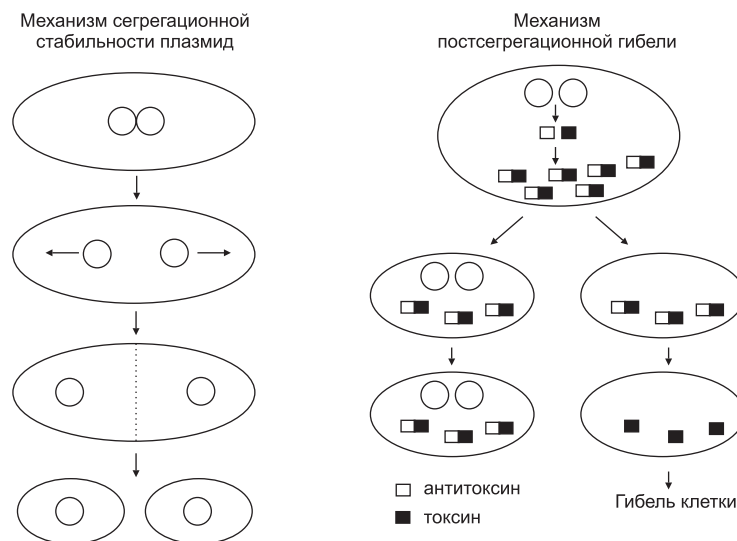 Механизм сегрегационной
стабильности плазмид
Механизм
постсегрегационной гибели
антитоксин
токсин
Гибель клетки